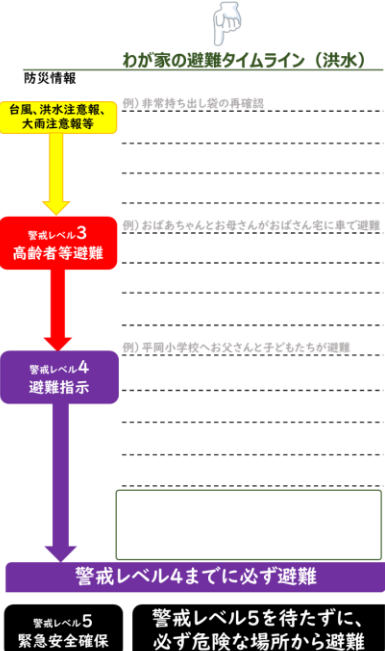 わが家の避難タイムライン（洪水）
防災情報
台風、洪水注意報、
大雨注意報等
例）非常持ち出し袋の再確認
警戒レベル3
高齢者等避難
例）おばあちゃんとお母さんがおばさん宅に車で避難
警戒レベル4
避難指示
例）平岡小学校へお父さんと子どもたちが避難
警戒レベル4までに必ず避難
警戒レベル5
緊急安全確保
警戒レベル5を待たずに、
必ず危険な場所から避難